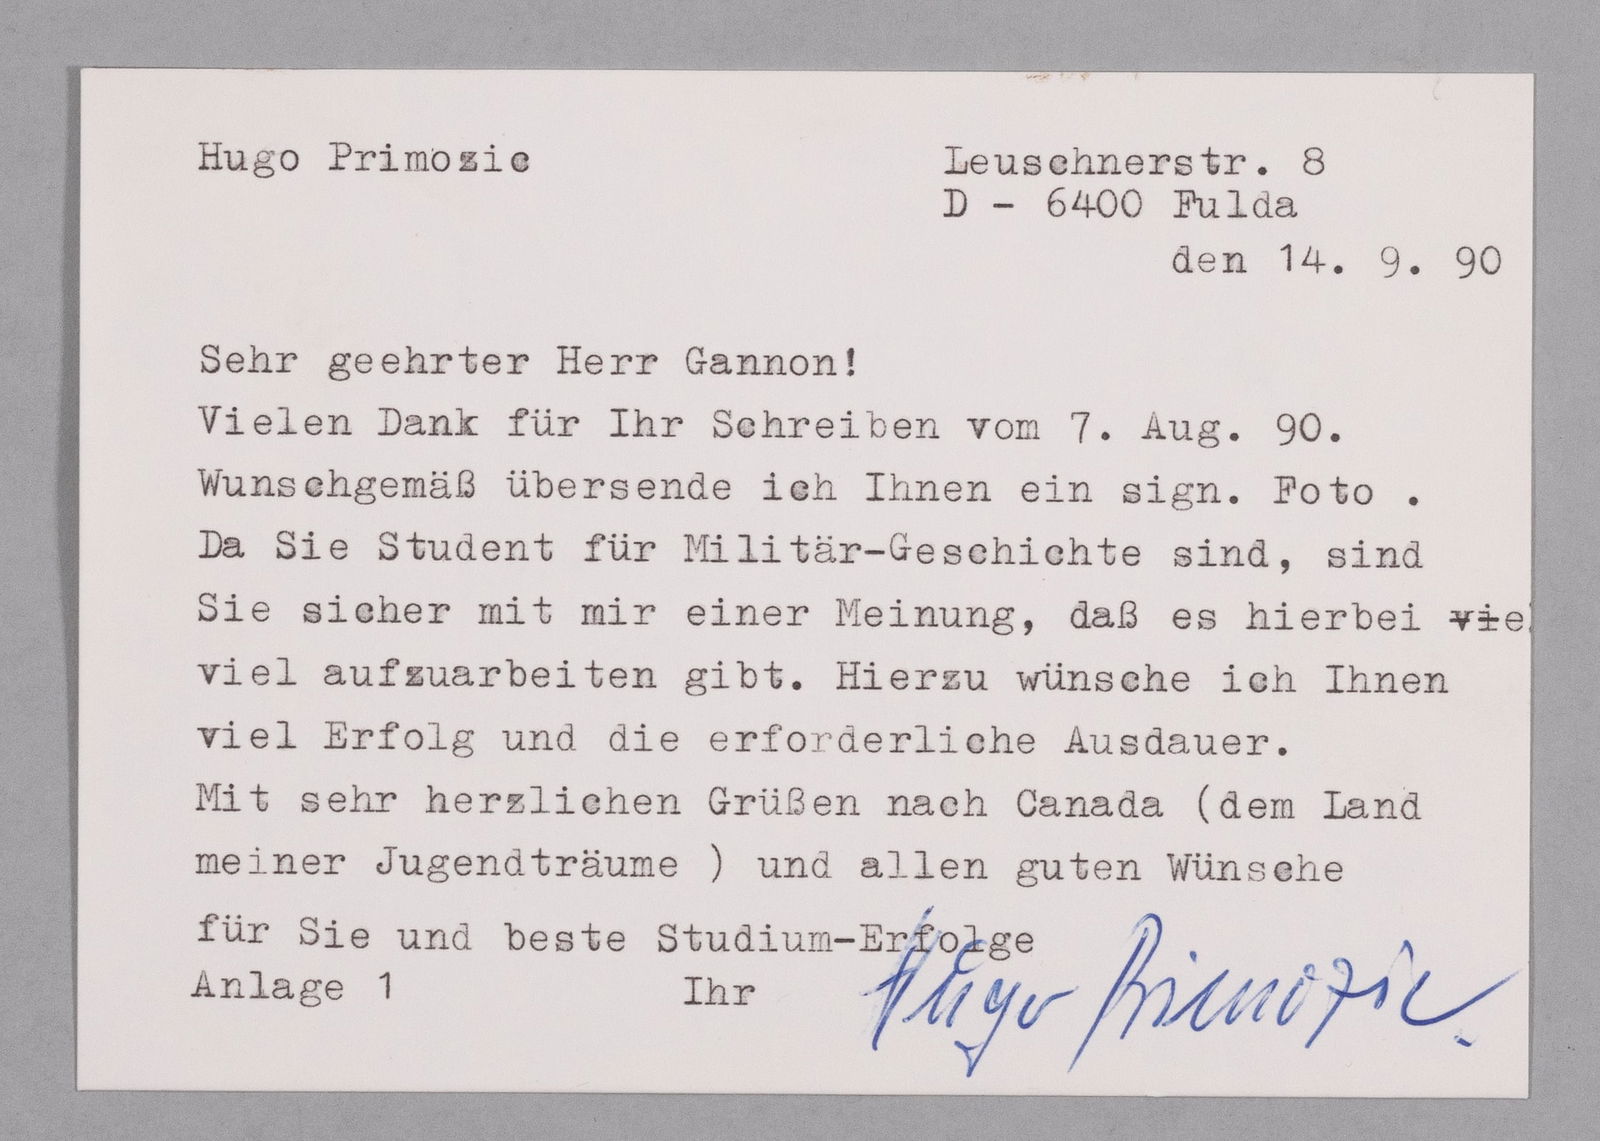 Hugo Primozic
Leuschnerstr. 8
D - 6400 Fulda
den 14. 9. 90
Sehr geehrter Herr Gannon!
Vielen Dank für Ihr Schreiben vom 7. Aug. 90.
Wunschgemäß übersende ich Ihnen ein sign. Foto .
Da Sie Student für Militär-Geschichte sind, sind
Sie sicher mit mir einer Meinung, daß es hierbei viel
viel aufzuarbeiten gibt. Hierzu wünsche ich Ihnen
viel Erfolg und die erforderliche Ausdauer.
Mit sehr herzlichen Grüßen nach Canada (dem Land
meiner Jugendträume ) und allen guten Wünsche
für Sie und beste Studium-Erfolge
Anlage 1 Ihr Hugo Primozic